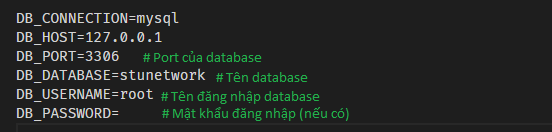 DB_CONNECTION=mysql
DB_HOST=127.0.0.1
DB_PORT=3306 # Port của database
DB_DATABASE=stunetwork # Tên database
DB_USERNAME=root # Tên đăng nhập database
DB_PASSWORD= # Mật khẩu đăng nhập (nếu có)